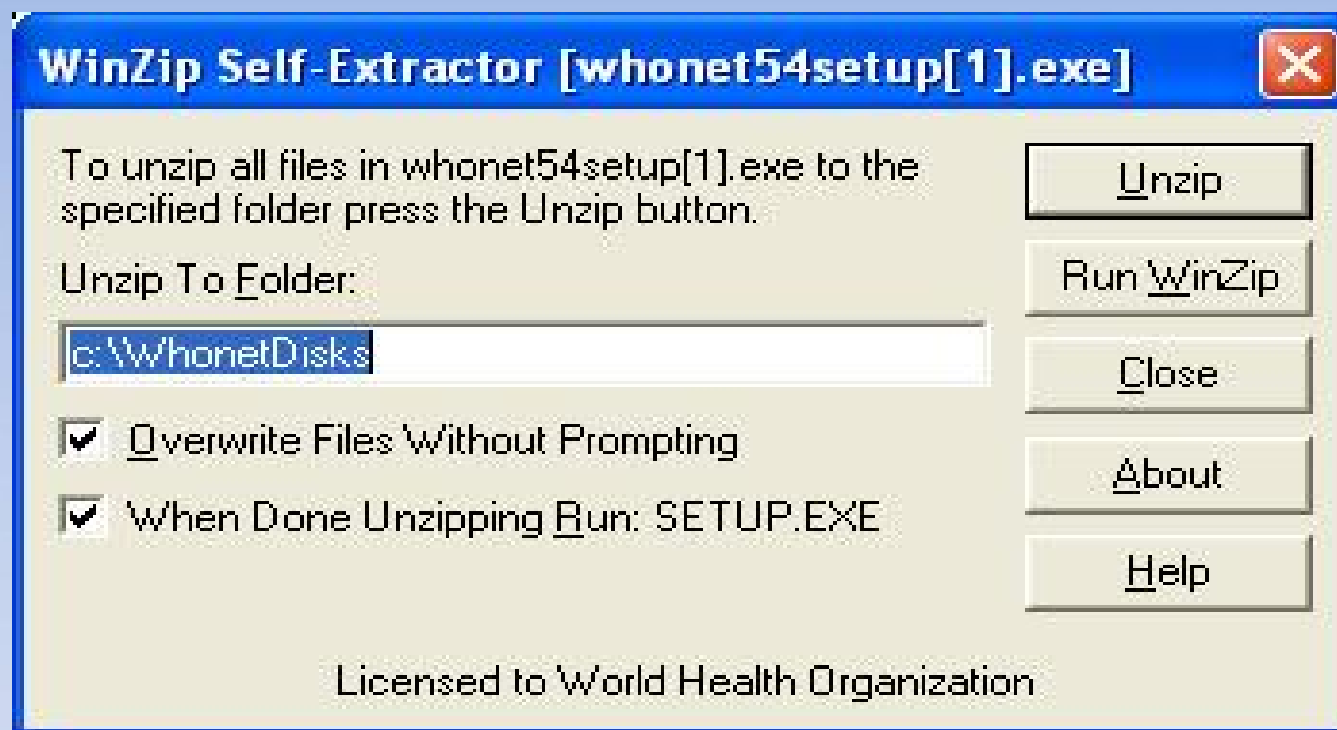 WinZip Self-Extractor [whonet54setup[1].exe]
To unzip all files in whonet54setup[1].exe to the
specified folder press the Unzip button.
Unzip To Folder:
c:\WhonetDisks
Overwrite Files Without Prompting
When Done Unzipping Run: SETUP.EXE
Unzip
Run WinZip
Close
About
Help
Licensed to World Health Organization